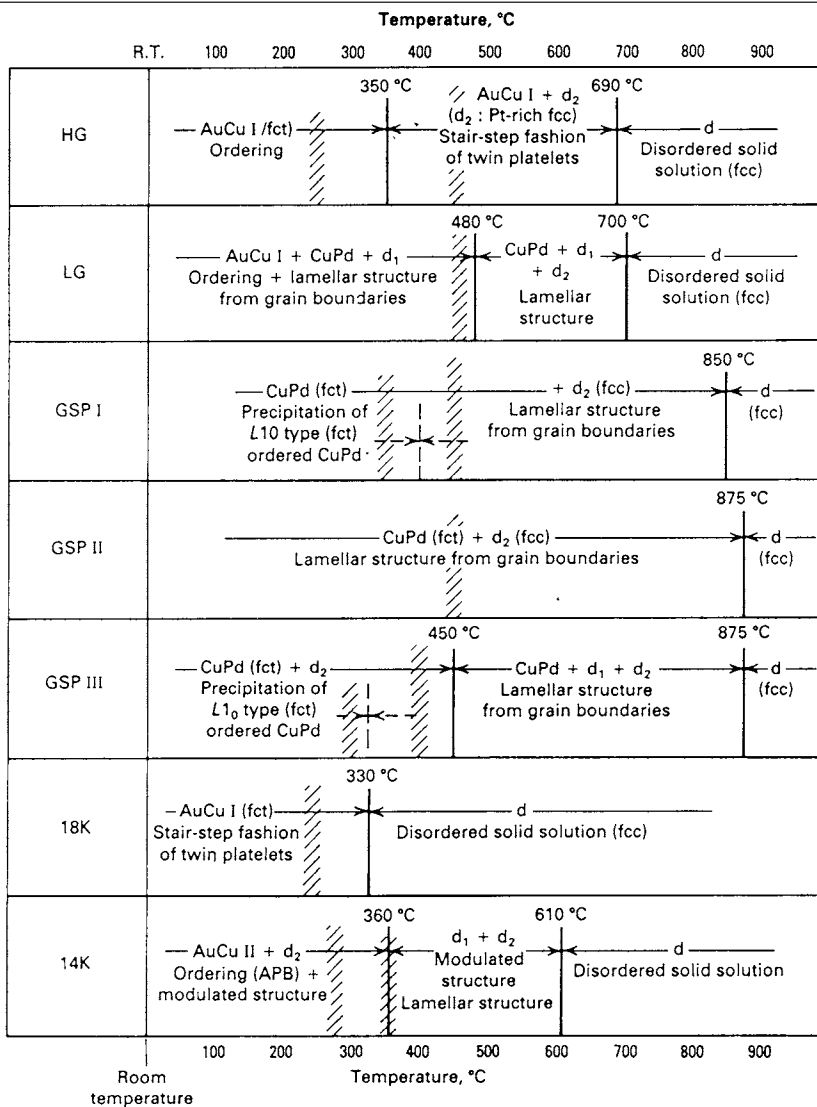 Temperature, °C
R.T. 100 200 300 400 500 600 700 800 900
HG
350 °C
690 °C
AuCu I /fct)
Ordering
AuCu I + d2
(d2 : Pt-rich fcc)
Stair-step fashion
of twin platelets
d
Disordered solid
solution (fcc)
LG
480 °C
700 °C
AuCu I + CuPd + d1
Ordering + lamellar structure
from grain boundaries
CuPd + d1
+ d2
Lamellar
structure
d
Disordered solid
solution (fcc)
GSP I
850 °C
CuPd (fct)
Precipitation of
L10 type (fct)
ordered CuPd
+ d2 (fcc)
Lamellar structure
from grain boundaries
d
(fcc)
GSP II
875 °C
CuPd (fct) + d2 (fcc)
Lamellar structure from grain boundaries
d
(fcc)
GSP III
450 °C
875 °C
CuPd (fct) + d2
Precipitation of
L10 type (fct)
ordered CuPd
CuPd + d1 + d2
Lamellar structure
from grain boundaries
d
(fcc)
18K
330 °C
AuCu I (fct)
Stair-step fashion
of twin platelets
d
Disordered solid solution (fcc)
14K
360 °C
610 °C
AuCu II + d2
Ordering (APB) +
modulated structure
d1 + d2
Modulated
structure
Lamellar structure
d
Disordered solid solution
100 200 300 400 500 600 700 800 900
Room
temperature
Temperature, °C